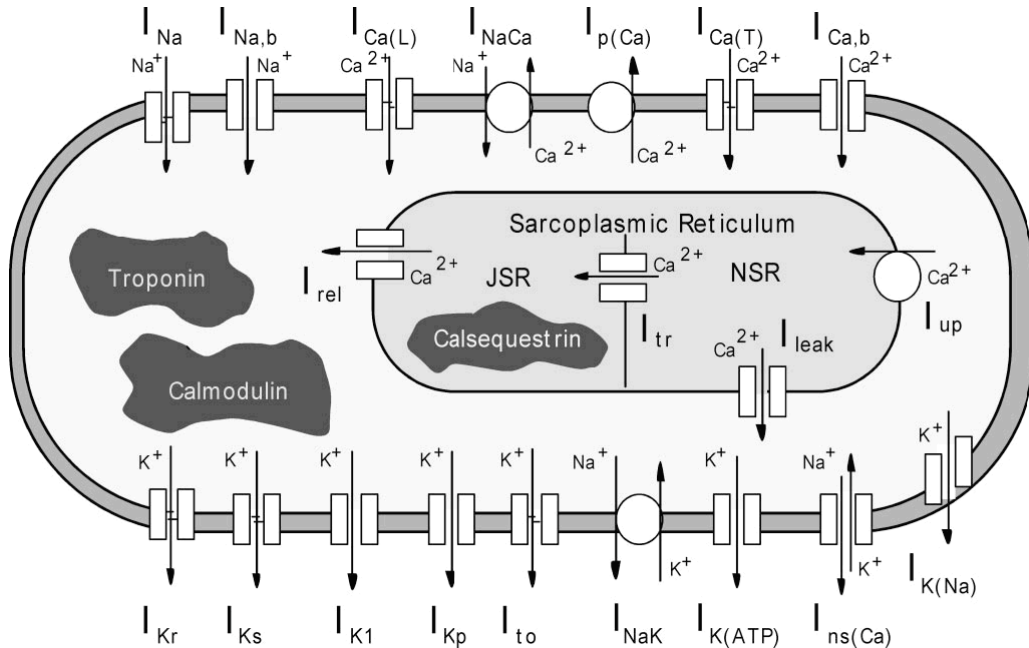 I Na I Na,b I Ca(L) I NaCa I p(Ca) I Ca(T) I Ca,b
Na+ Na+ Ca2+ Na+ Ca2+ Ca2+
Ca2+ Ca2+
Sarcoplasmic Reticulum
Troponin
I rel
Ca2+
JSR
Ca2+
NSR
Ca2+
I up
Calsequestrin
I tr
Ca2+
I leak
Calmodulin
K+ K+ K+ K+ K+ Na+ K+ Na+ K+
K+ K+
I Kr I Ks I K1 I Kp I to I NaK I K(ATP) I ns(Ca) I K(Na)